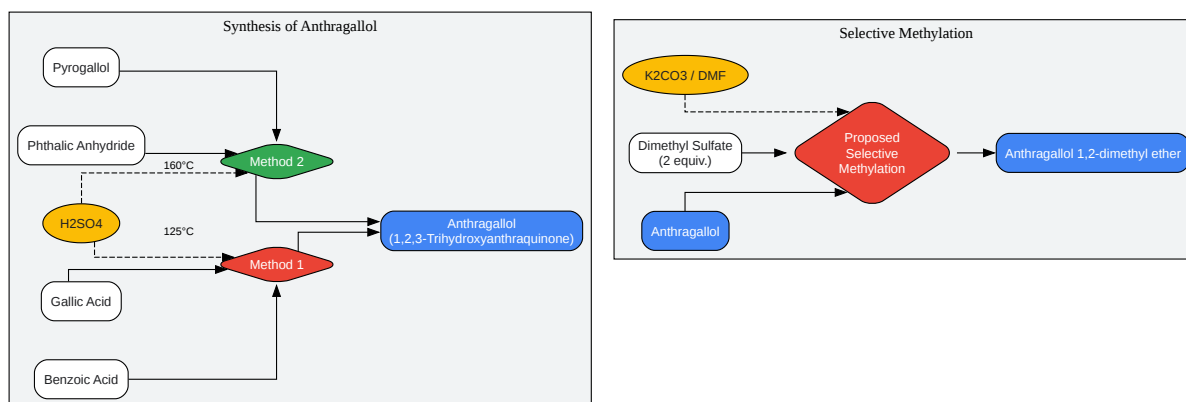 Synthesis of Anthragallol
Pyrogallol
Phthalic Anhydride
Method 2
160°C
H2SO4
125°C
Anthragallol
(1,2,3-Trihydroxyanthraquinone)
Method 1
Gallic Acid
Benzoic Acid
Selective Methylation
K2CO3 / DMF
Dimethyl Sulfate
(2 equiv.)
Proposed
Selective
Methylation
Anthragallol 1,2-dimethyl ether
Anthragallol